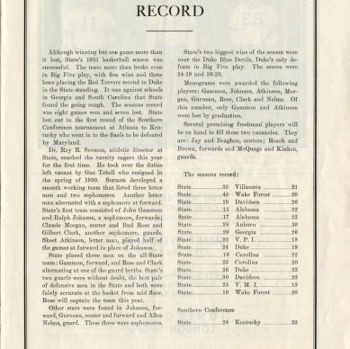 RECORD
Although winning but one game more than
it lost, State's 1931 basketball season was
successful. The team more than broke even
in Big Five play, with five wins and three
loses placing the Red Terrors second to Duke
in the State standing. It was against schools
in Georgia and South Carolina that State
found the going rough. The seasons record
was eight games won and seven lost. State
lost out in the first round of the Southern
Conference tournament at Atlanta to Ken-
tucky who went in to the finals to be defeated
by Maryland.
Dr. Ray R. Sermon, athletic director at
State, coached the varsity cagers this year
for the first time. He took over the duties
left vacant by Gus Tebell who resigned in
the spring of 1930. Sermon developed a
smooth working team that listed three letter
men and two sophomores. Another letter
man alternated with a sophomore at forward.
State's first team consisted of John Gammon
and Ralph Johnson, sophomores, forwards;
Claude Morgan, center and Bud Rose and
Gilbert Clark, another sophomore, guards.
Sheet Atkinson, letter man, played half of
the games at forward in place of Johnson.
State placed three men on the all-State
team: Gammon, forward, and Rose and Clark
alternating at one of the guard berths. State's
two guards were without doubt, the best pair
of defensive men in the State and both were
fairly accurate at the basket from mid floor.
Rose will captain the team this year.
Other stars were found in Johnson, for-
ward, Gurneau, center and forward and Allen
Nelms, guard. These three were sophomores.
State's two biggest wins of the season were
over the Duke Blue Devils, Duke's only de-
feats in Big Five play. The scores were
24-19 and 26-23.
Monograms were awarded the following
players: Gammon, Johnson, Atkinson, Mor-
gan, Gurneau, Rose, Clark and Nelms. Of
this number, only Gammon and Atkinson
were lost by graduation.
Several promising freshman players will
be on hand to fill these two vacancies. They
are: Jay and Beaghen, centers; Roach and
Brown, forwards and McQuage and Kinken,
guards.
The seasons record:
State 32 Villanova 21
State 42 Wake Forest 20
State 18 Davidson 26
State 15 Alabama 22
State 17 Alabama 23
State 28 Auburn 30
State 20 Georgia 26
State V. P. I. 18
State 24 Duke 19
State 16 Carolina 22
State 23 Carolina
State 26 Duke
State 30 Davidson
State 25 V. M. I. 13
State 19 Wake Forest
Southern Conference
State 28 Kentucky